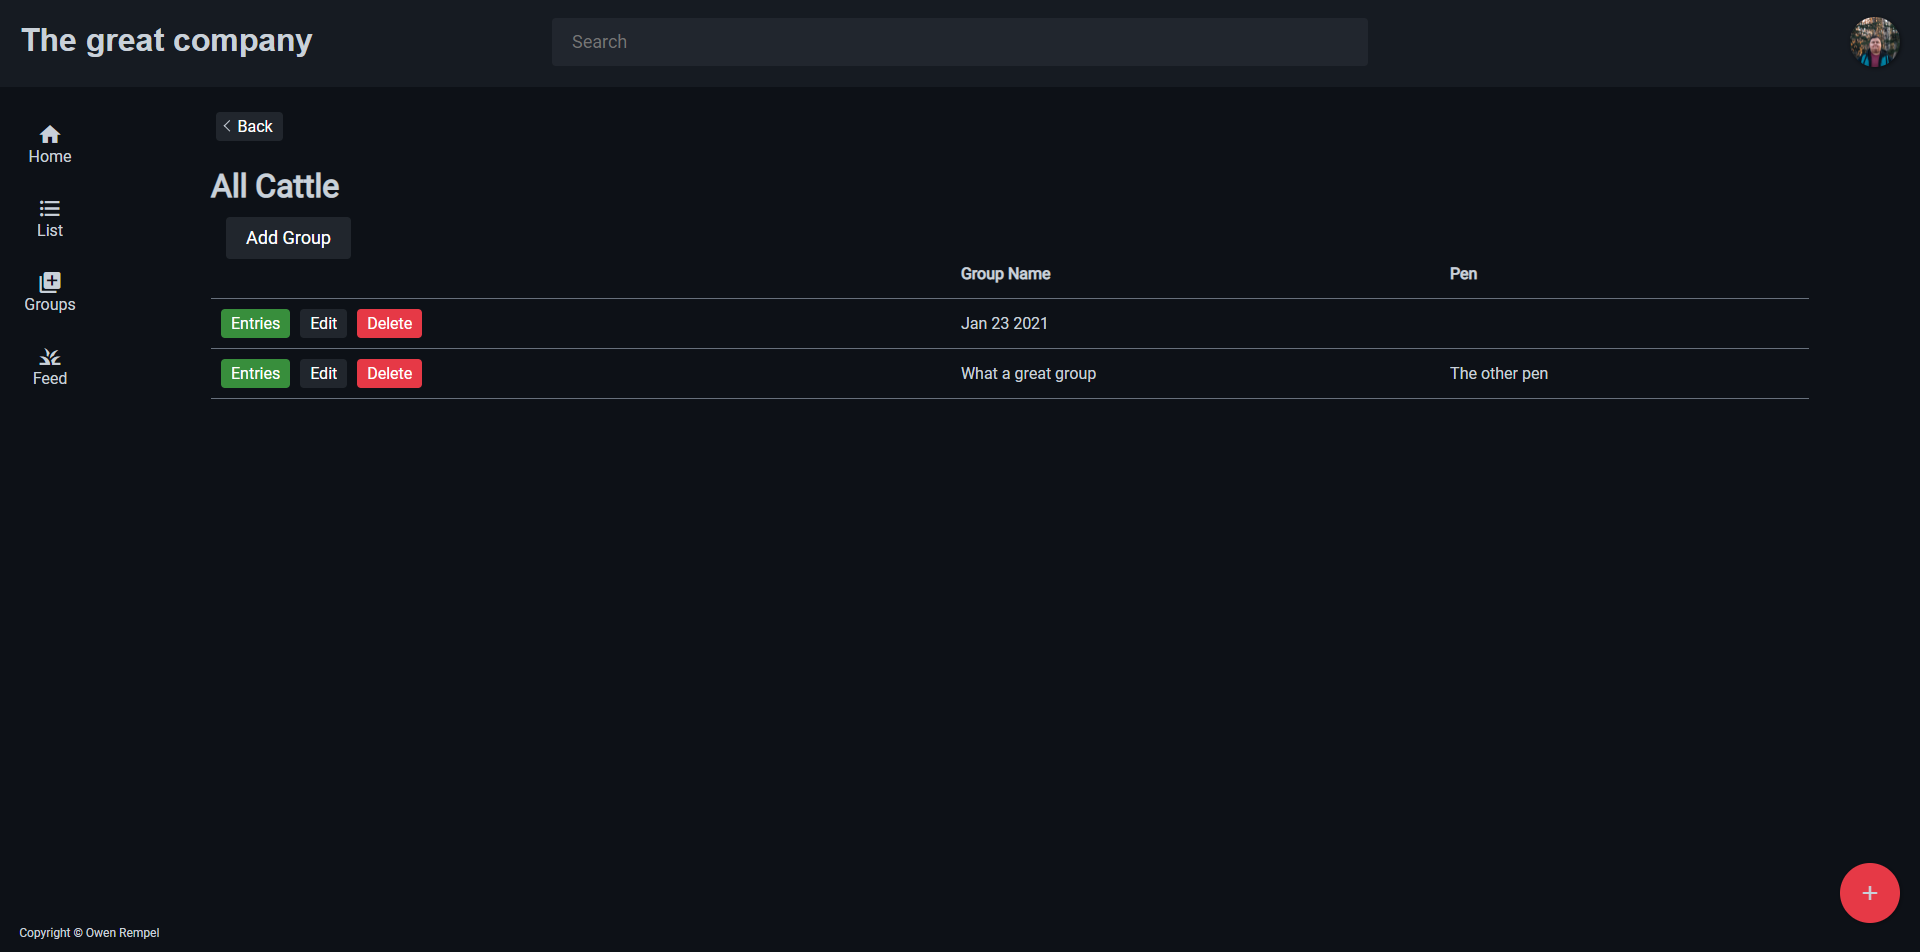 The great company
Search
Home
List
Groups
Feed
Back
All Cattle
Add Group
Group Name Pen
Entries Edit Delete Jan 23 2021
Entries Edit Delete What a great group The other pen
+
Copyright © Owen Rempel